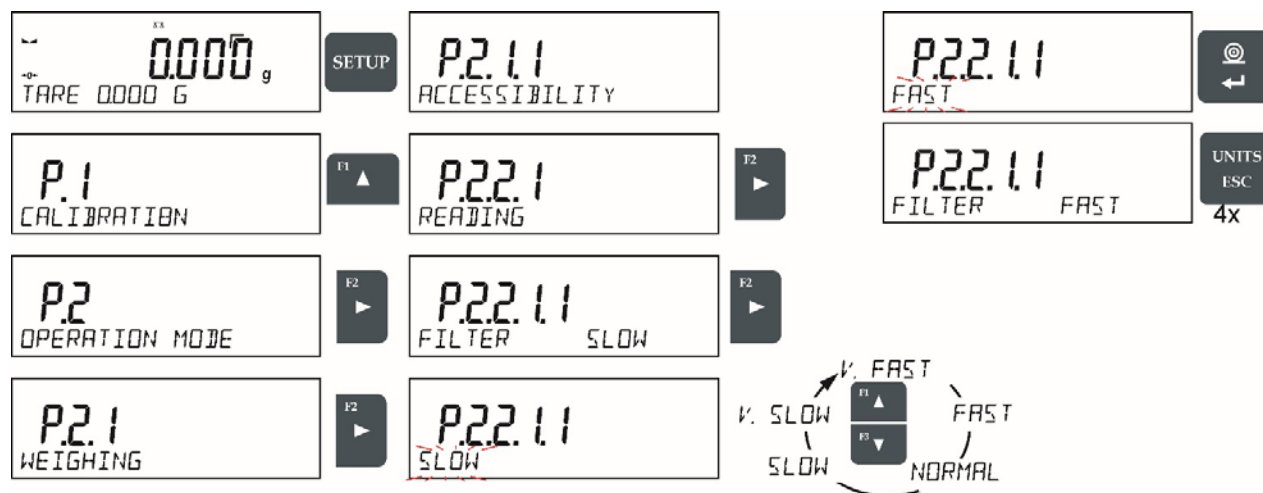 0.000 g
TARE 0.000 G
SETUP
P.1
CALIBRATION
F1
P.2
OPERATION MODE
F2
P.2.1
WEIGHING
F2
P.2.1.1
ACCESSIBILITY
P.2.2.1
READING
F2
P.2.2.1.1
FILTER SLOW
F2
P.2.2.1.1
SLOW
V. FAST
FAST
NORMAL
SLOW
V. SLOW
F1
F3
P.2.2.1.1
FAST
P.2.2.1.1
FILTER FAST
UNITS
ESC
4x